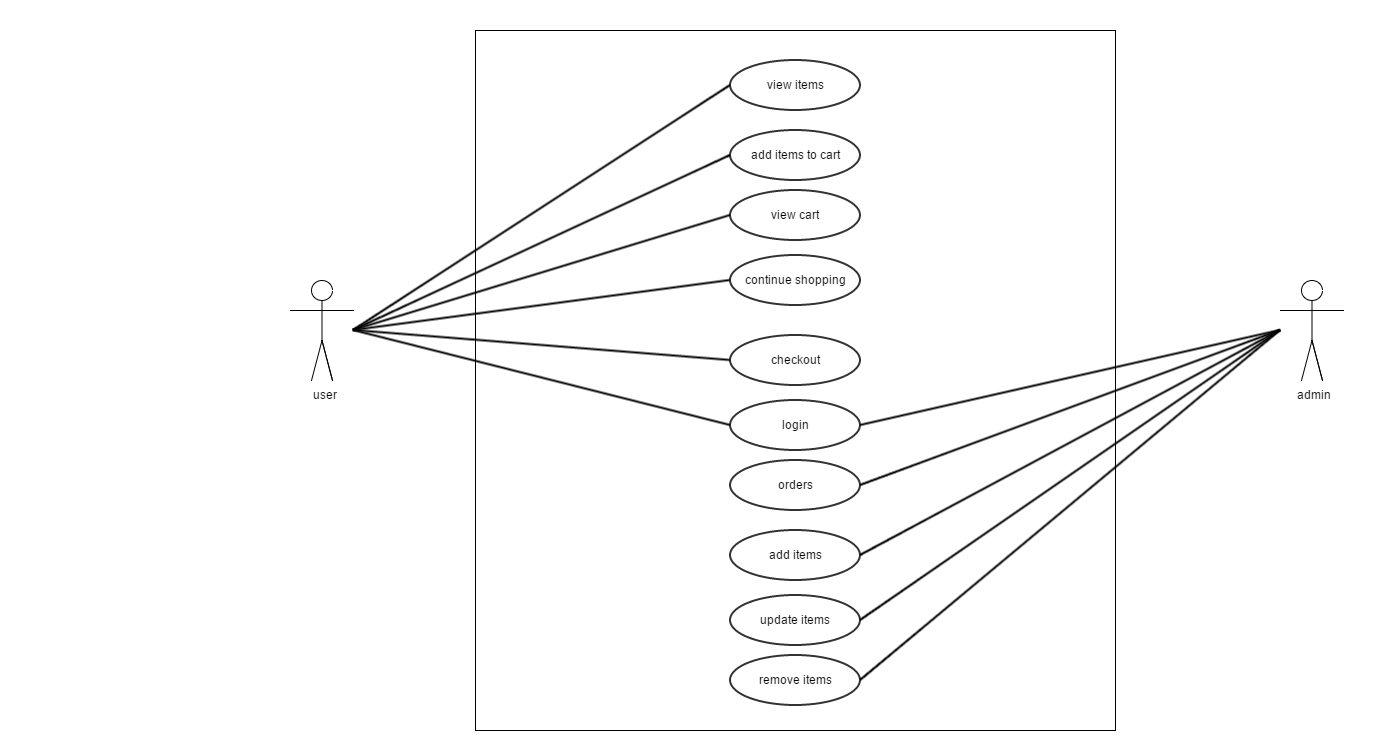 view items
add items to cart
view cart
continue shopping
checkout
user
admin
login
orders
add items
update items
remove items